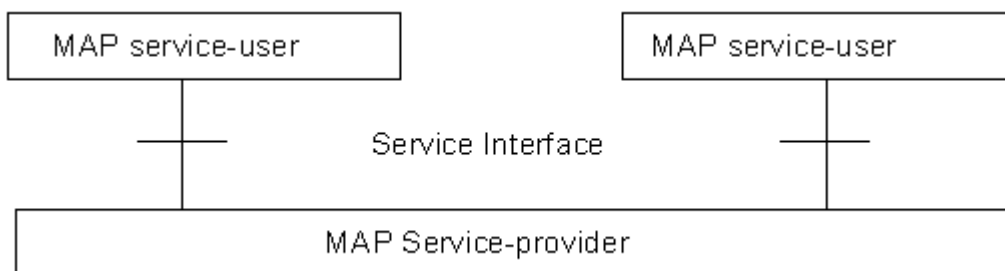 MAP service-user
MAP service-user
Service Interface
MAP Service-provider